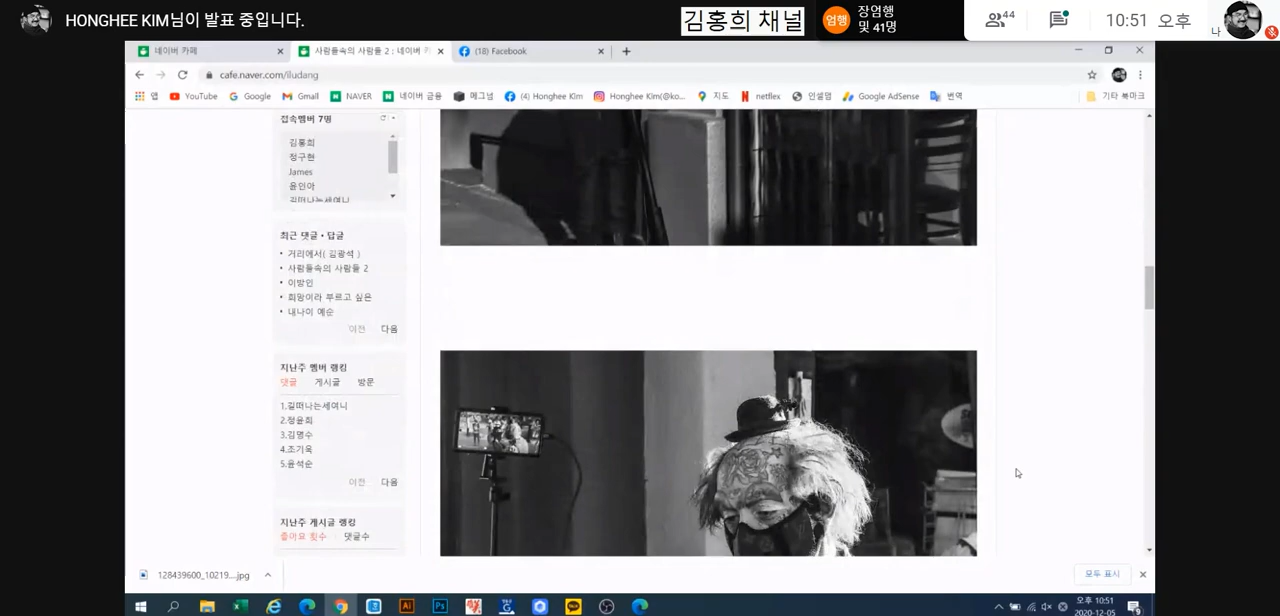 HONGHEE KIM님이 발표 중입니다.
김홍희 채널
엄행
장엄행
및 41명
44
10:51 오후
나
네이버 카페
사람들속의 사람들 2 : 네이버 카
(18) Facebook
cafe.naver.com/iludang
앱
YouTube
Google
Gmail
NAVER
네이버 금융
메그넘
(4) Honghee Kim
Honghee Kim(@ko...
지도
netflex
인셀덤
Google AdSense
번역
기타 북마크
접속멤버 7명
김홍희
정구현
James
윤인아
길떠나는세여니
최근 댓글・답글
거리에서( 김광석 )
사람들속의 사람들 2
이방인
희망이라 부르고 싶은
내나이 예순
이전
다음
지난주 멤버 랭킹
댓글
게시글
방문
1.길떠나는세여니
2.정윤희
3.김명수
4.조기옥
5.윤석순
이전
다음
지난주 게시글 랭킹
좋아요 횟수
댓글수
128439600_10219....jpg
모두 표시
오후 10:51
2020-12-05